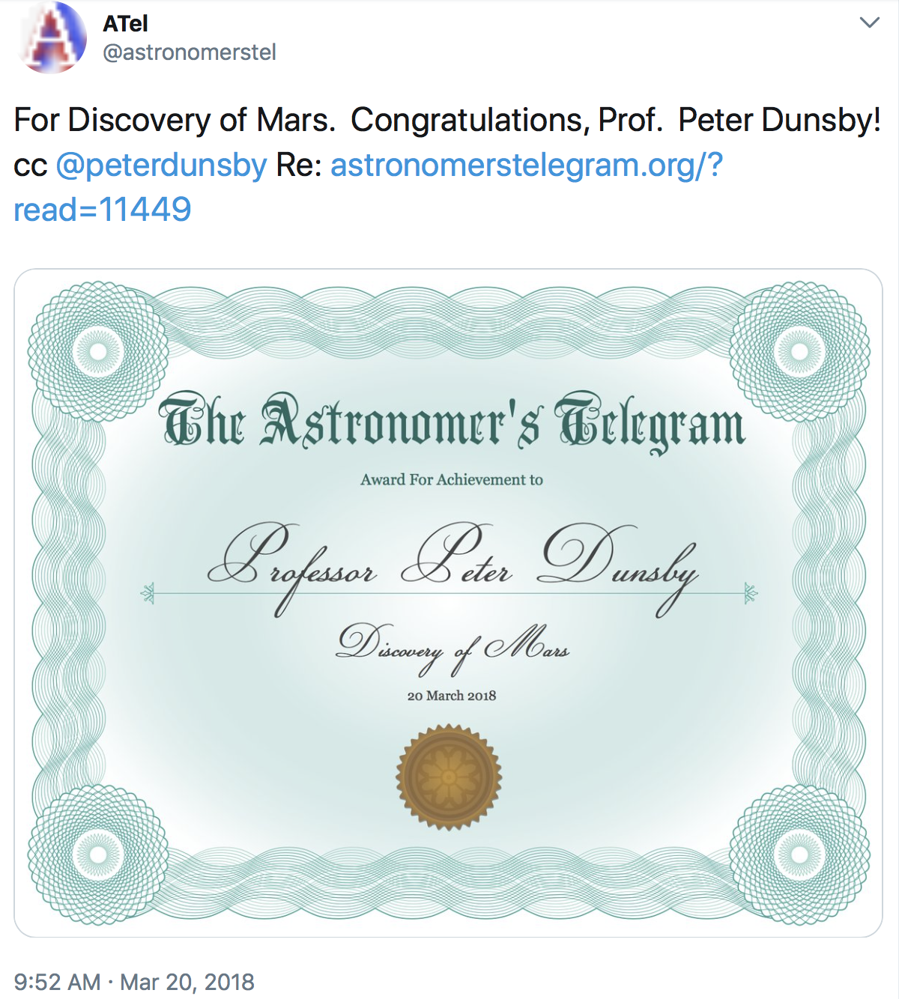 ATel
@astronomerstel
For Discovery of Mars.  Congratulations, Prof.  Peter Dunsby!
cc @peterdunsby Re: astronomerstelegram.org/?
read=11449
The Astronomer's Telegram
Award For Achievement to
Professor Peter Dunsby
Discovery of Mars
20 March 2018
9:52 AM · Mar 20, 2018